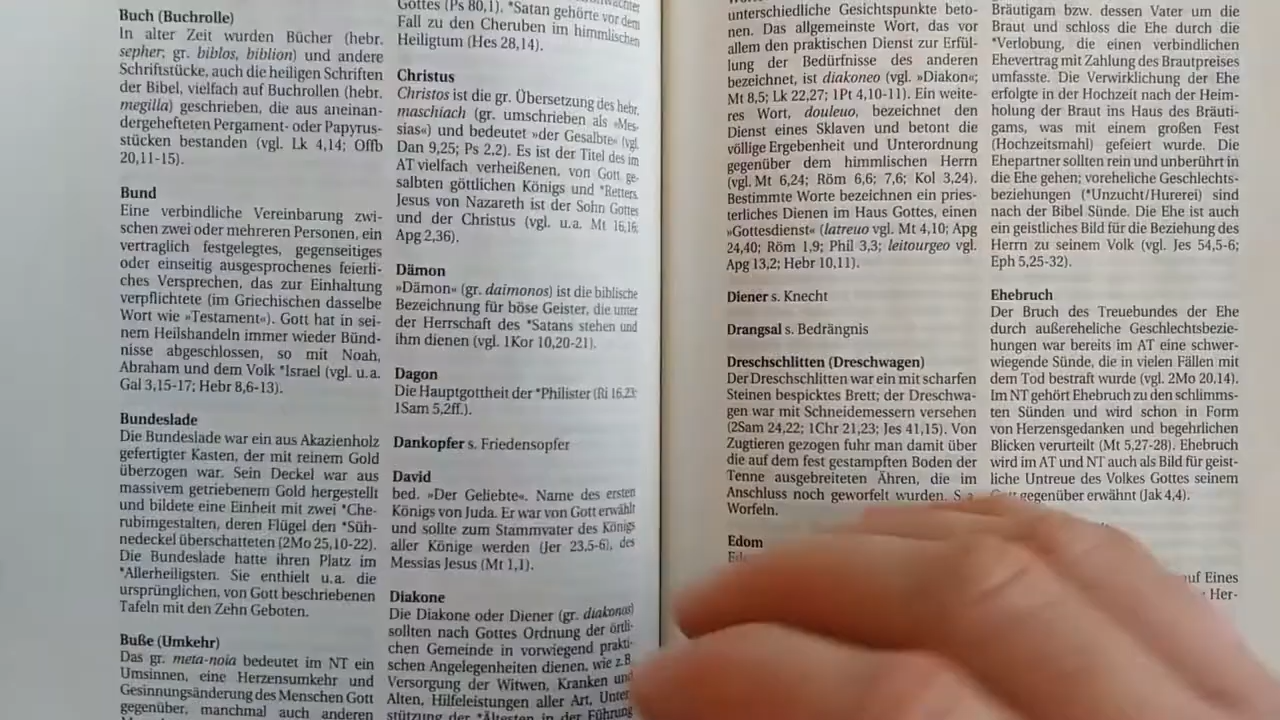 Buch (Buchrolle)
In alter Zeit wurden Bücher (hebr.
sepher, gr. biblos, biblion) und andere
Schriftstücke, auch die heiligen Schriften
der Bibel, vielfach auf Buchrollen (hebr.
megilla) geschrieben, die aus aneinan-
dergehefteten Pergament- oder Papyrus-
stücken bestanden (vgl. Lk 4,14; Offb
20,11-15).
Bund
Eine verbindliche Vereinbarung zwi-
schen zwei oder mehreren Personen, ein
vertraglich festgelegtes, gegenseitiges
oder einseitig ausgesprochenes feierli-
ches Versprechen, das zur Einhaltung
verpflichtete (im Griechischen dasselbe
Wort wie »Testament«). Gott hat in sei-
nem Heilshandeln immer wieder Bünd-
nisse abgeschlossen, so mit Noah,
Abraham und dem Volk *Israel (vgl. u.a.
Gal 3,15-17; Hebr 8,6-13).
Bundeslade
Die Bundeslade war ein aus Akazienholz
gefertigter Kasten, der mit reinem Gold
überzogen war. Sein Deckel war aus
massivem getriebenem Gold hergestellt
und bildete eine Einheit mit zwei *Che-
rubimgestalten, deren Flügel den *Süh-
nedeckel überschatteten (2Mo 25,10-22).
Die Bundeslade hatte ihren Platz im
*Allerheiligsten. Sie enthielt u.a. die
ursprünglichen, von Gott beschriebenen
Tafeln mit den Zehn Geboten.
Buße (Umkehr)
Das gr. meta-noia bedeutet im NT ein
Umsinnen, eine Herzensumkehr und
Gesinnungsänderung des Menschen Gott
gegenüber, manchmal auch anderen
Gottes (Ps 80,1). *Satan gehörte vor dem
Fall zu den Cheruben im himmlischen
Heiligtum (Hes 28,14).
Christus
Christos ist die gr. Übersetzung des hebr.
maschiach (gr. umschrieben als »Mes-
sias«) und bedeutet »der Gesalbte« (vgl.
Dan 9,25; Ps 2,2). Es ist der Titel des im
AT vielfach verheißenen, von Gott ge-
salbten göttlichen Königs und *Retters.
Jesus von Nazareth ist der Sohn Gottes
und der Christus (vgl. u.a. Mt 16,16;
Apg 2,36).
Dämon
»Dämon« (gr. daimonos) ist die biblische
Bezeichnung für böse Geister, die unter
der Herrschaft des *Satans stehen und
ihm dienen (vgl. 1Kor 10,20-21).
Dagon
Die Hauptgottheit der *Philister (Ri 16,23;
1Sam 5,2ff.).
Dankopfer s. Friedensopfer
David
bed. »Der Geliebte«. Name des ersten
Königs von Juda. Er war von Gott erwählt
und sollte zum Stammvater des Königs
aller Könige werden (Jer 23,5-6), des
Messias Jesus (Mt 1,1).
Diakone
Die Diakone oder Diener (gr. diakonos)
sollten nach Gottes Ordnung der örtli-
chen Gemeinde in vorwiegend prakti-
schen Angelegenheiten dienen, wie z.B.
Versorgung der Witwen, Kranken und
Alten, Hilfeleistungen aller Art, Unter-
stützung der *Ältesten in der Führung
unterschiedliche Gesichtspunkte beto-
nen. Das allgemeinste Wort, das vor
allem den praktischen Dienst zur Erfül-
lung der Bedürfnisse des anderen
bezeichnet, ist diakoneo (vgl. »Diakon«;
Mt 8,5; Lk 22,27; 1Pt 4,10-11). Ein weite-
res Wort, douleuo, bezeichnet den
Dienst eines Sklaven und betont die
völlige Ergebenheit und Unterordnung
gegenüber dem himmlischen Herrn
(vgl. Mt 6,24; Röm 6,6; 7,6; Kol 3,24).
Bestimmte Worte bezeichnen ein pries-
terliches Dienen im Haus Gottes, einen
»Gottesdienst« (latreuo vgl. Mt 4,10; Apg
24,40; Röm 1,9; Phil 3,3; leitourgeo vgl.
Apg 13,2; Hebr 10,11).
Diener s. Knecht
Drangsal s. Bedrängnis
Dreschschlitten (Dreschwagen)
Der Dreschschlitten war ein mit scharfen
Steinen bespicktes Brett; der Dreschwa-
gen war mit Schneidemessern versehen
(2Sam 24,22; 1Chr 21,23; Jes 41,15). Von
Zugtieren gezogen fuhr man damit über
die auf dem fest gestampften Boden der
Tenne ausgebreiteten Ähren, die im
Anschluss noch geworfelt wurden.
Worfeln.
Edom
Bräutigam bzw. dessen Vater um die
Braut und schloss die Ehe durch die
*Verlobung, die einen verbindlichen
Ehevertrag mit Zahlung des Brautpreises
umfasste. Die Verwirklichung der Ehe
erfolgte in der Hochzeit nach der Heim-
holung der Braut ins Haus des Bräuti-
gams, was mit einem großen Fest
(Hochzeitsmahl) gefeiert wurde. Die
Ehepartner sollten rein und unberührt in
die Ehe gehen; voreheliche Geschlechts-
beziehungen (*Unzucht/Hurerei) sind
nach der Bibel Sünde. Die Ehe ist auch
ein geistliches Bild für die Beziehung des
Herrn zu seinem Volk (vgl. Jes 54,5-6;
Eph 5,25-32).
Ehebruch
Der Bruch des Treuebundes der Ehe
durch außereheliche Geschlechtsbezie-
hungen war bereits im AT eine schwer-
wiegende Sünde, die in vielen Fällen mit
dem Tod bestraft wurde (vgl. 2Mo 20,14).
Im NT gehört Ehebruch zu den schlimms-
ten Sünden und wird schon in Form
von Herzensgedanken und begehrlichen
Blicken verurteilt (Mt 5,27-28). Ehebruch
wird im AT und NT auch als Bild für geist-
liche Untreue des Volkes Gottes seinem
gegenüber erwähnt (Jak 4,4).
auf Eines
Her-